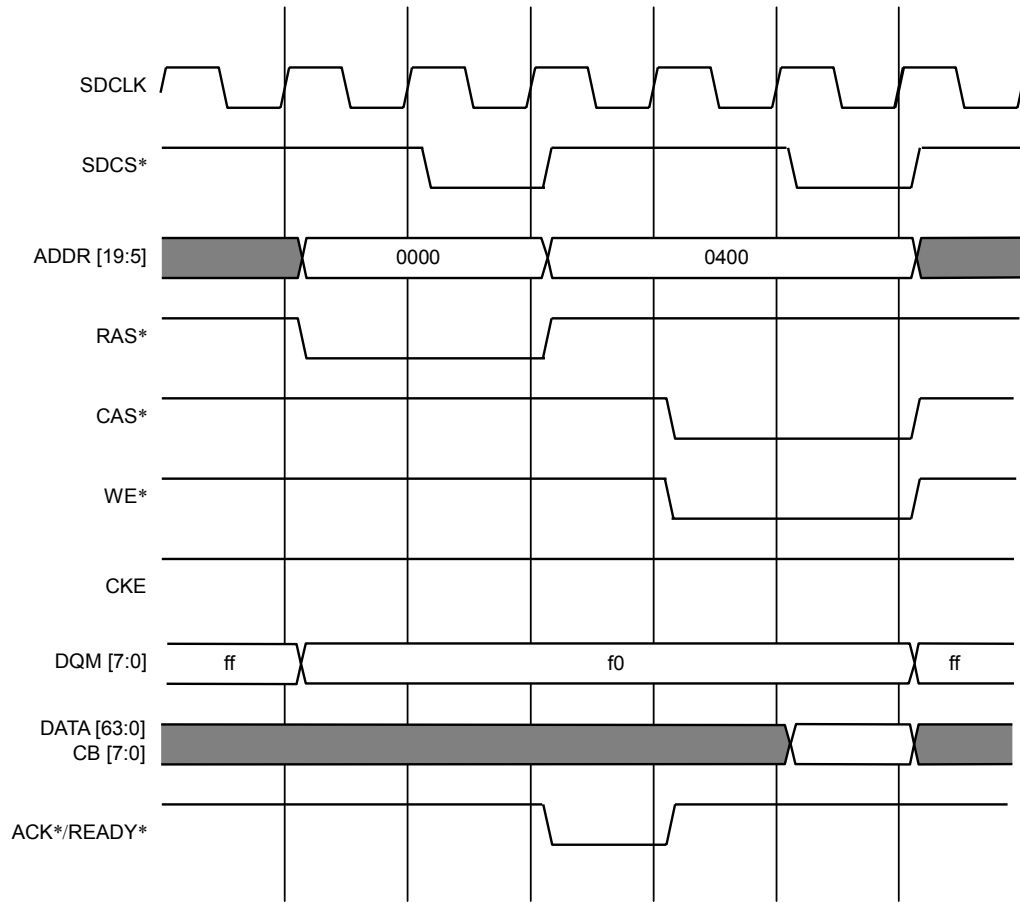 SDCLK
SDCS*
ADDR [19:5]
0000
0400
RAS*
CAS*
WE*
CKE
DQM [7:0]
ff
f0
ff
DATA [63:0]
CB [7:0]
ACK*/READY*